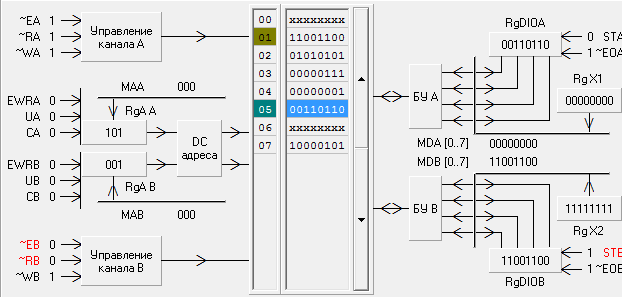 ~EA 1
~RA 1
~WA 1
Управление
канала A
MAA 000
EWRA 0
UA 0
CA 0
RgA A
101
DC
адреса
EWRB 0
UB 0
CB 0
001
RgA B
MAB 000
~EB 0
~RB 0
~WB 1
Управление
канала B
00 xxxxxxxx
01 11001100
02 01010101
03 00000111
04 00000001
05 00110110
06 xxxxxxxx
07 10000101
RgDIOA
00110110
0 STA
1 ~EOA
БУ A
RgX1
00000000
MDA [0..7] 00000000
MDB [0..7] 11001100
БУ B
11111111
RgX2
11001100
RgDIOB
1 STB
1 ~EOB